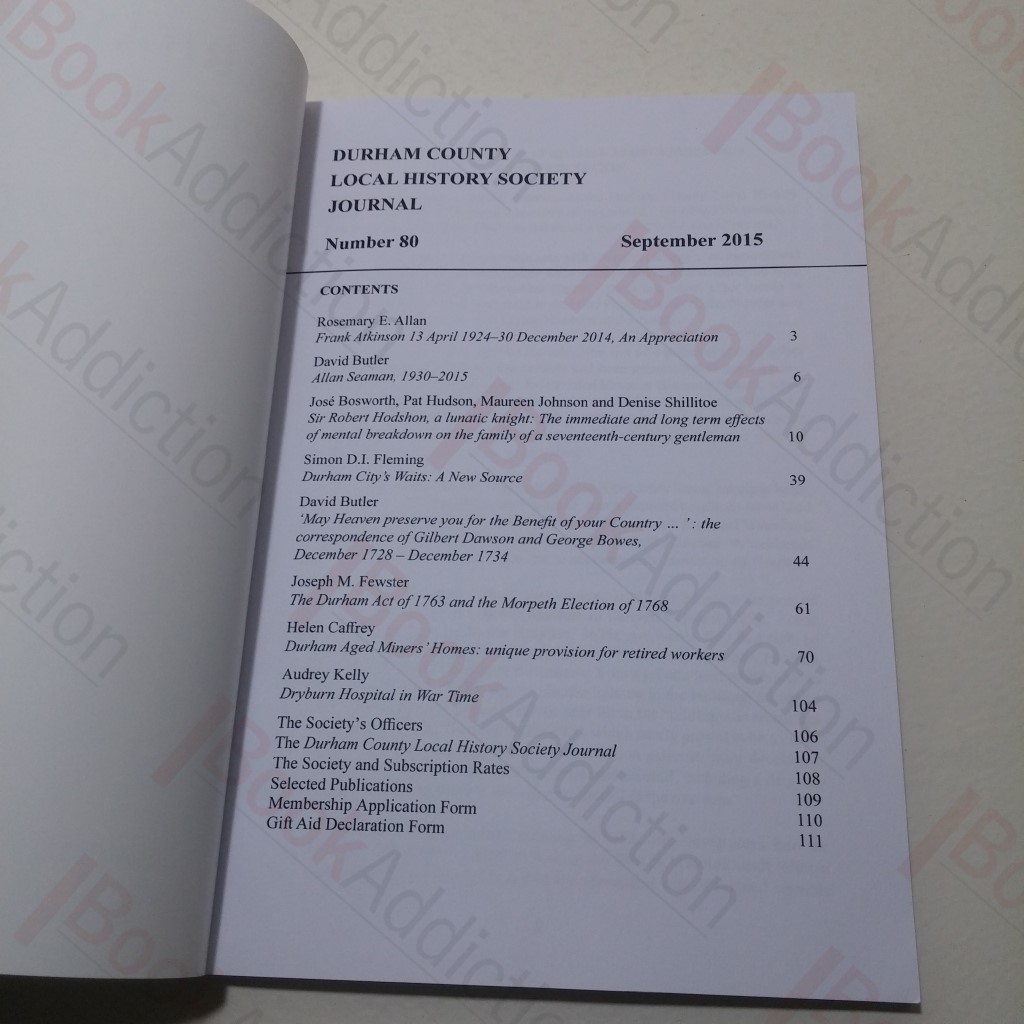 DURHAM COUNTY
LOCAL HISTORY SOCIETY
JOURNAL
Number 80 September 2015
CONTENTS
Rosemary E. Allan
Frank Atkinson 13 April 1924–30 December 2014, An Appreciation 3
David Butler
Allan Seaman, 1930–2015 6
José Bosworth, Pat Hudson, Maureen Johnson and Denise Shillitoe
Sir Robert Hodshon, a lunatic knight: The immediate and long term effects
of mental breakdown on the family of a seventeenth-century gentleman 10
Simon D.I. Fleming
Durham City's Waits: A New Source 39
David Butler
‘May Heaven preserve you for the Benefit of your Country ... ’: the
correspondence of Gilbert Dawson and George Bowes,
December 1728 – December 1734 44
Joseph M. Fewster
The Durham Act of 1763 and the Morpeth Election of 1768 61
Helen Caffrey
Durham Aged Miners’ Homes: unique provision for retired workers 70
Audrey Kelly
Dryburn Hospital in War Time 104
The Society’s Officers 106
The Durham County Local History Society Journal 107
The Society and Subscription Rates 108
Selected Publications 109
Membership Application Form 110
Gift Aid Declaration Form 111
BookAddiction